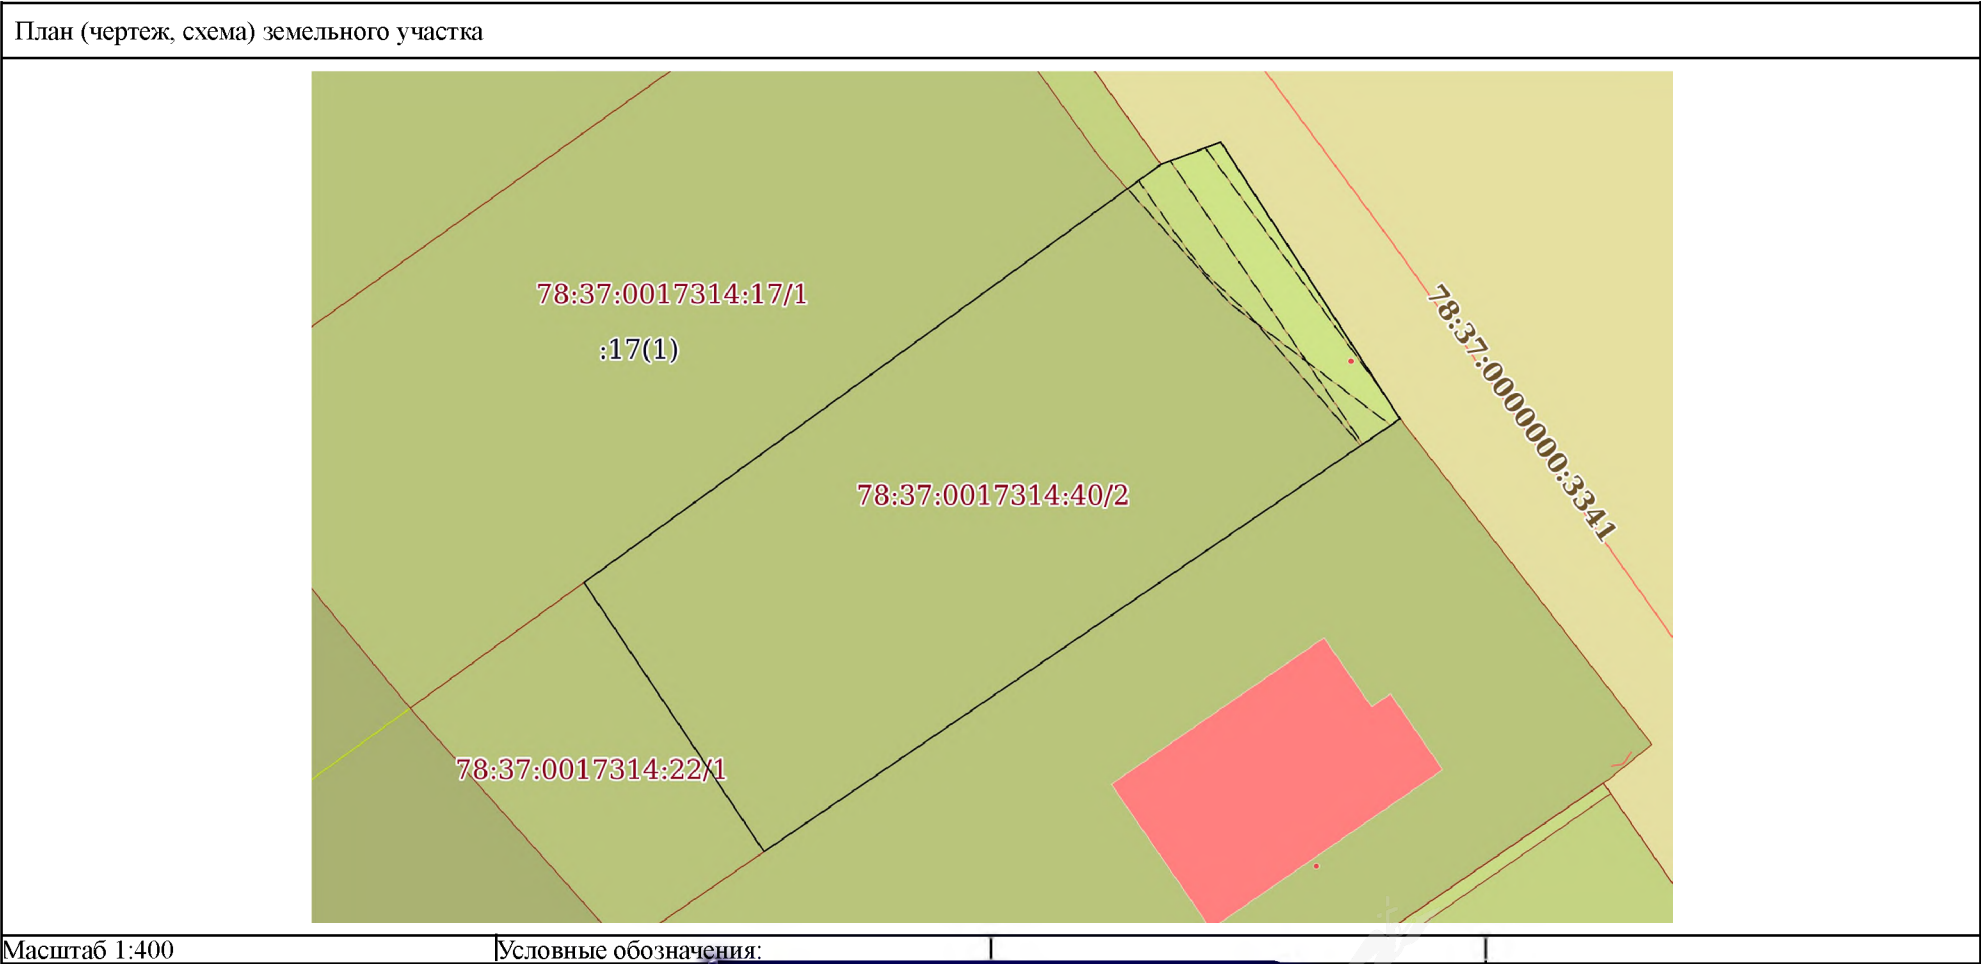 План (чертеж, схема) земельного участка
78:37:0017314:17/1
:17(1)
78:37:0000000:3341
78:37:0017314:40/2
78:37:0017314:22/1
Масштаб 1:400
Условные обозначения: